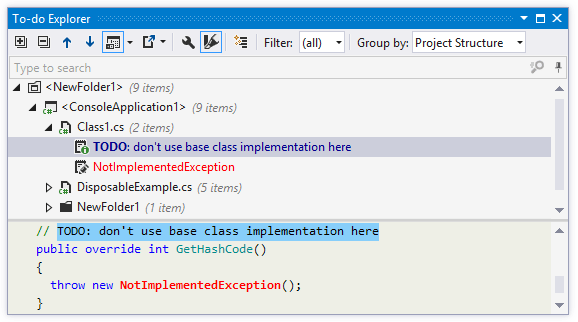 To-do Explorer
Filter: (all) Group by: Project Structure
Type to search
<NewFolder1> (9 items)
<ConsoleApplication1> (9 items)
C# Class1.cs (2 items)
TODO: don't use base class implementation here
NotImplementedException
C# DisposableExample.cs (5 items)
NewFolder1 (1 item)
// TODO: don't use base class implementation here
public override int GetHashCode()
{
throw new NotImplementedException();
}